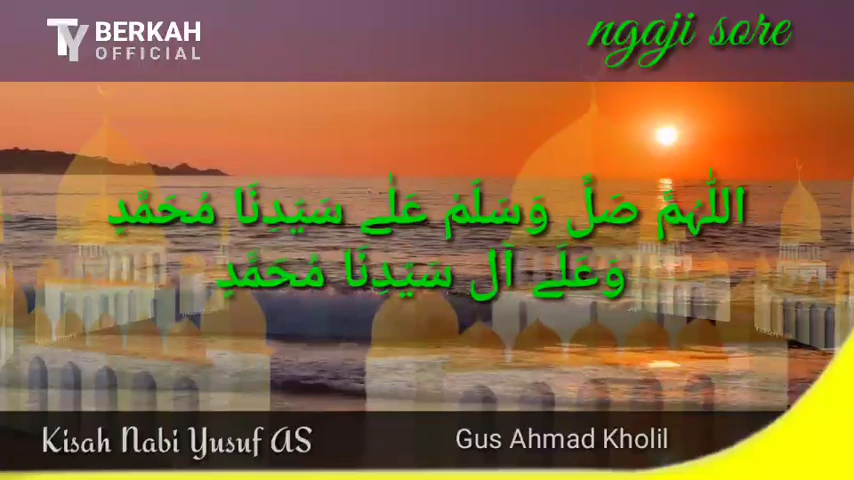 TY BERKAH
OFFICIAL
ngaji sore
اللّٰهُمَّ صَلِّ وَسَلِّمْ عَلٰے سَيِّدِنَا مُحَمَّدٍ
وَعَلَے آلِ سَيِّدِنَا مُحَمَّدٍ
Kisah Nabi Yusuf AS
Gus Ahmad Kholil